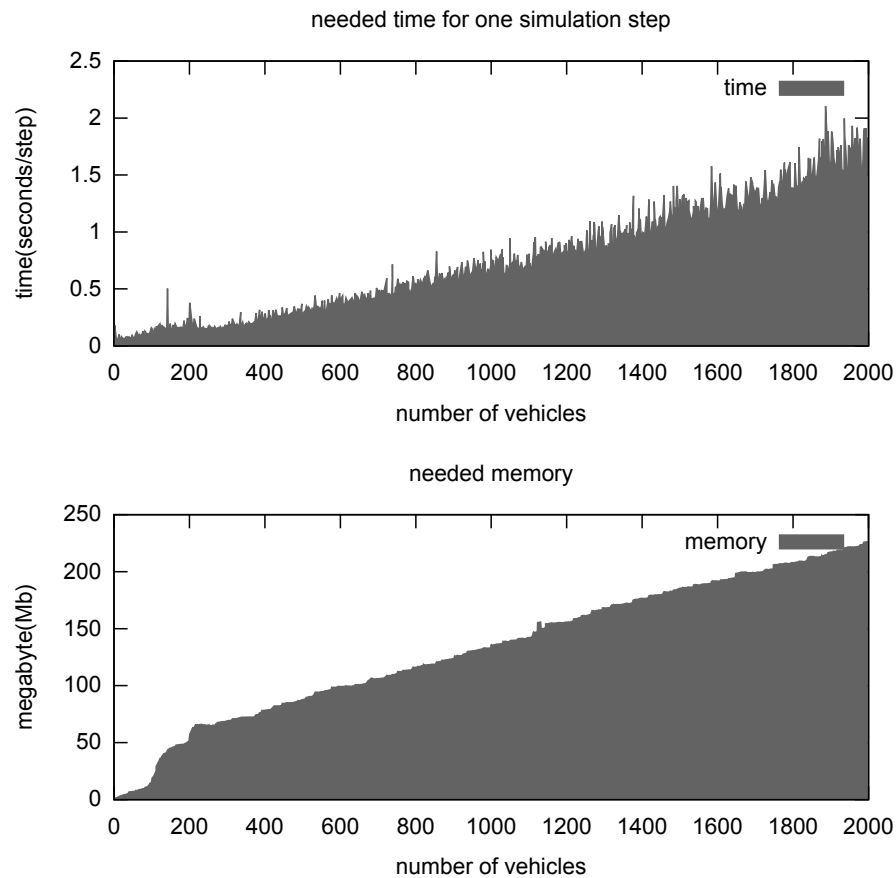 needed time for one simulation step
time
time(seconds/step)
2.5
2
1.5
1
0.5
0
0 200 400 600 800 1000 1200 1400 1600 1800 2000
number of vehicles
needed memory
memory
megabyte(Mb)
250
200
150
100
50
0
0 200 400 600 800 1000 1200 1400 1600 1800 2000
number of vehicles